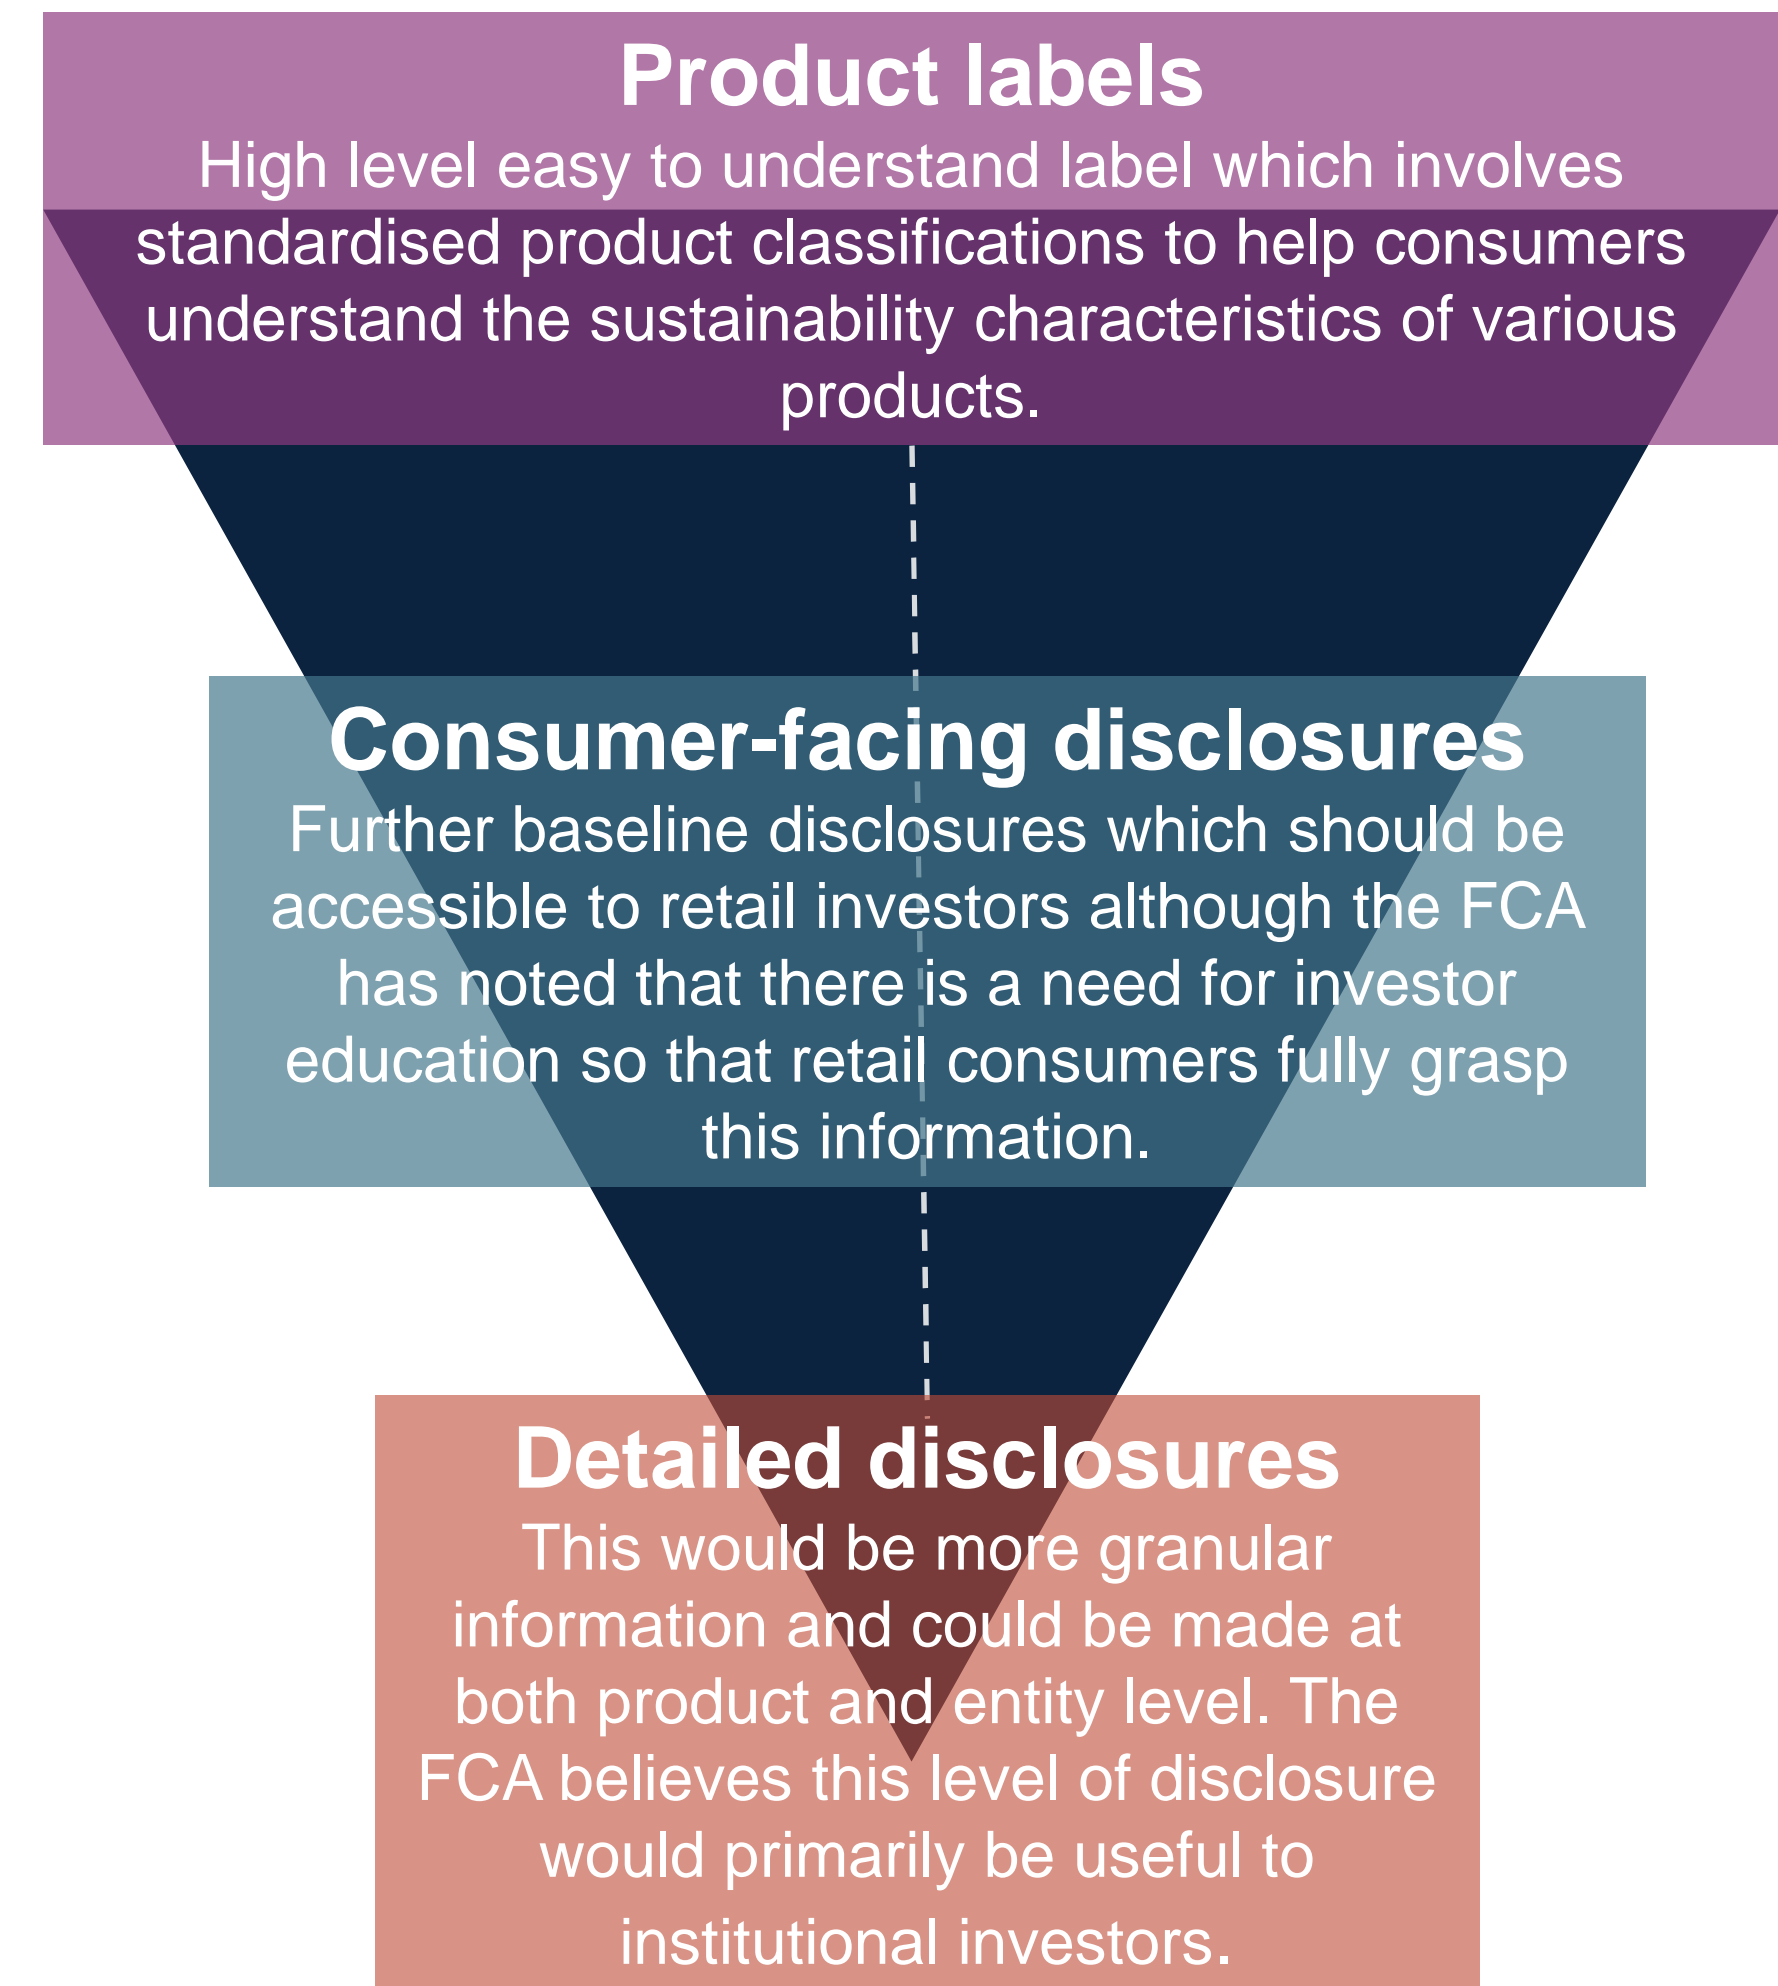 Product labels
High level easy to understand label which involves
standardised product classifications to help consumers
understand the sustainability characteristics of various
products.
Consumer-facing disclosures
Further baseline disclosures which should be
accessible to retail investors although the FCA
has noted that there is a need for investor
education so that retail consumers fully grasp
this information.
Detailed disclosures
This would be more granular
information and could be made at
both product and entity level. The
FCA believes this level of disclosure
would primarily be useful to
institutional investors.